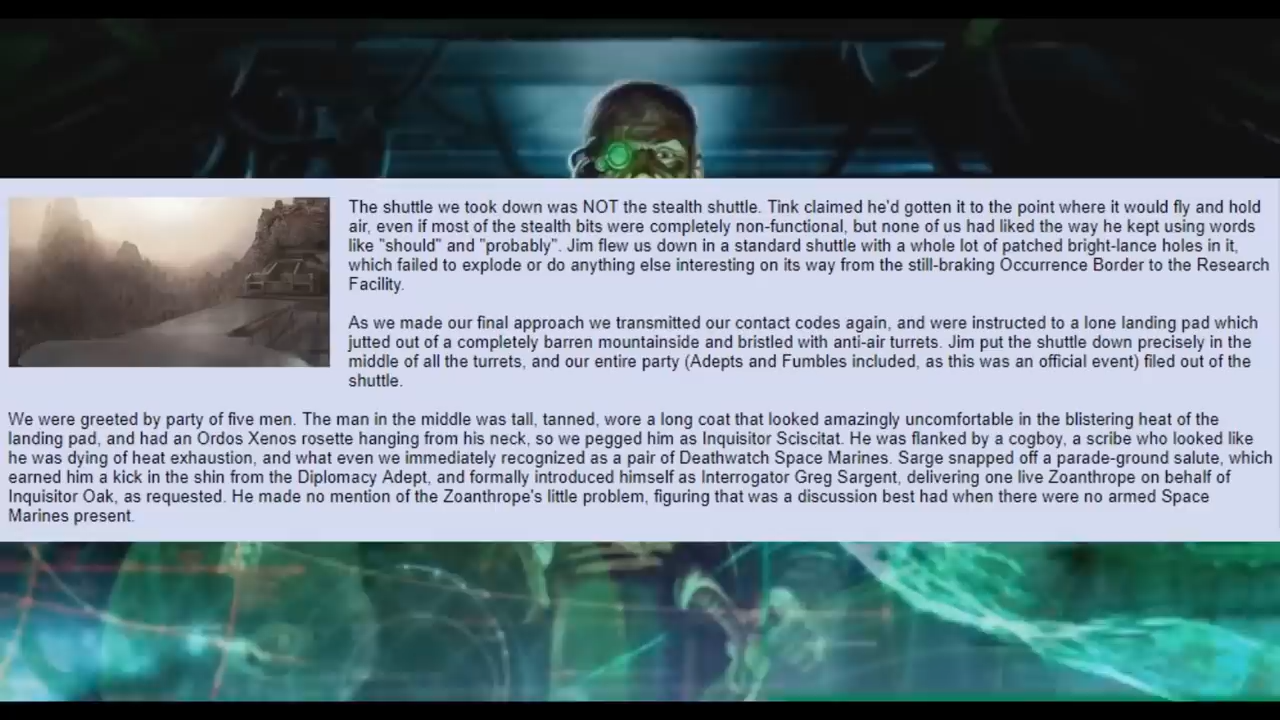 The shuttle we took down was NOT the stealth shuttle. Tink claimed he'd gotten it to the point where it would fly and hold
air, even if most of the stealth bits were completely non-functional, but none of us had liked the way he kept using words
like "should" and "probably". Jim flew us down in a standard shuttle with a whole lot of patched bright-lance holes in it,
which failed to explode or do anything else interesting on its way from the still-braking Occurrence Border to the Research
Facility.
As we made our final approach we transmitted our contact codes again, and were instructed to a lone landing pad which
jutted out of a completely barren mountainside and bristled with anti-air turrets. Jim put the shuttle down precisely in the
middle of all the turrets, and our entire party (Adepts and Fumbles included, as this was an official event) filed out of the
shuttle.
We were greeted by party of five men. The man in the middle was tall, tanned, wore a long coat that looked amazingly uncomfortable in the blistering heat of the
landing pad, and had an Ordos Xenos rosette hanging from his neck, so we pegged him as Inquisitor Sciscitat. He was flanked by a cogboy, a scribe who looked like
he was dying of heat exhaustion, and what even we immediately recognized as a pair of Deathwatch Space Marines. Sarge snapped off a parade-ground salute, which
earned him a kick in the shin from the Diplomacy Adept, and formally introduced himself as Interrogator Greg Sargent, delivering one live Zoanthrope on behalf of
Inquisitor Oak, as requested. He made no mention of the Zoanthrope's little problem, figuring that was a discussion best had when there were no armed Space
Marines present.